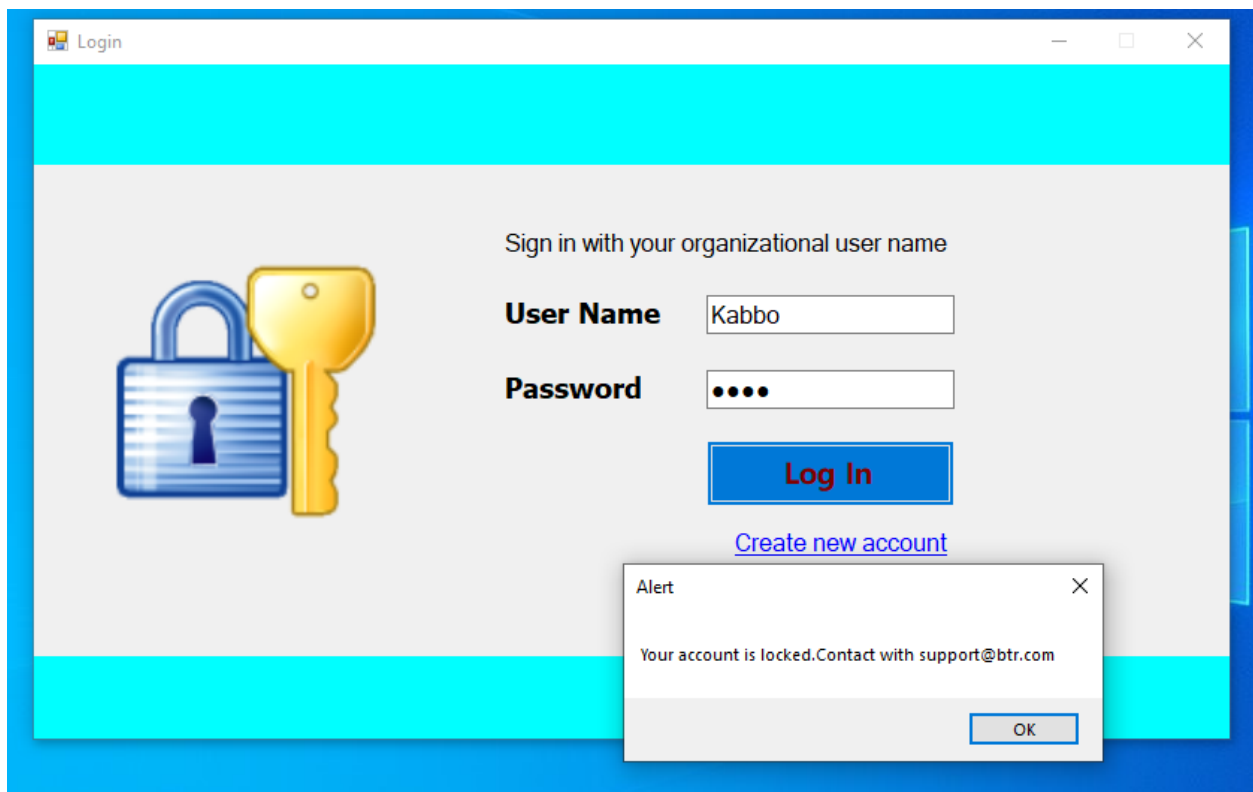 Login
Sign in with your organizational user name
User Name Kabbo
Password ••••
Log In
Create new account
Alert
Your account is locked.Contact with support@btr.com
OK